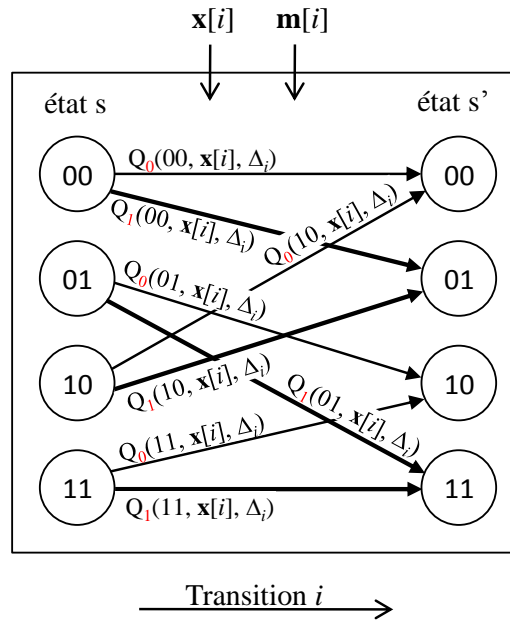 x[i] m[i]
état s état s’
00 Q0(00, x[i], Δi) 00
Q1(00, x[i], Δi)
Q0(10, x[i], Δi)
01 Q0(01, x[i], Δi) 01
10 Q1(10, x[i], Δi) 10
Q1(01, x[i], Δi)
Q0(11, x[i], Δi)
11 11
Q1(11, x[i], Δi)
Transition i